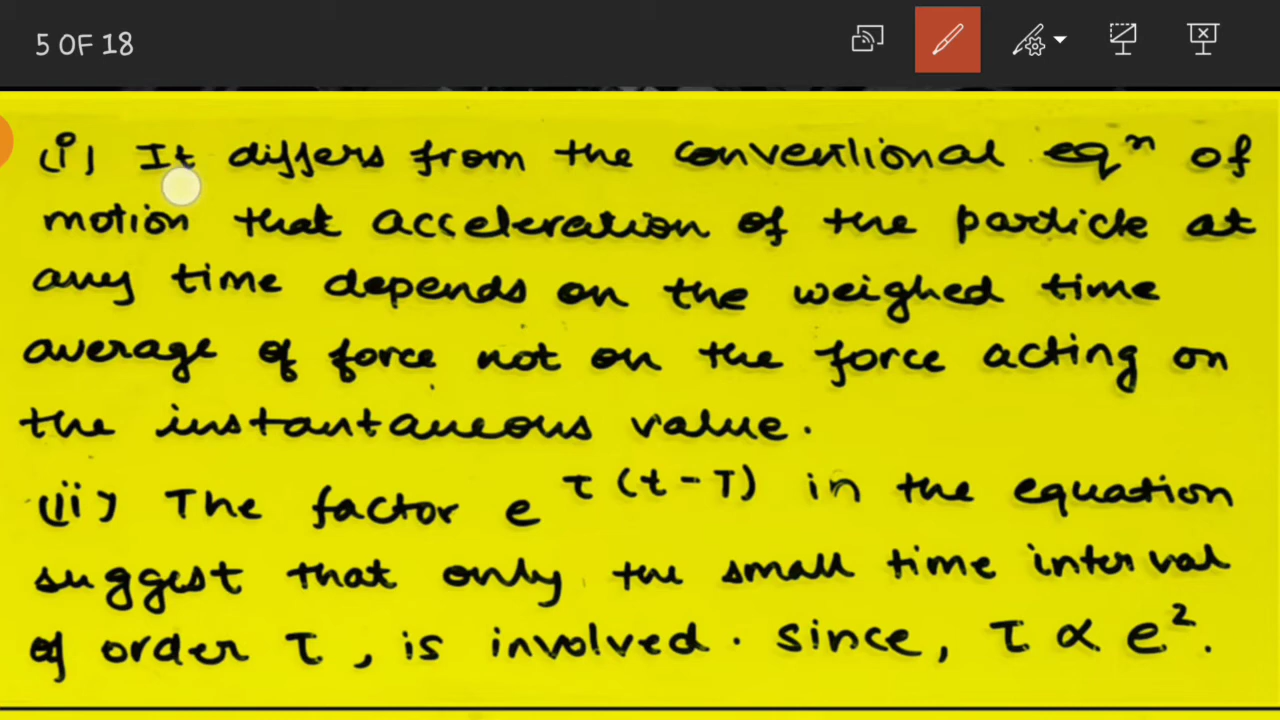 5 OF 18
(i) It differs from the conventional eqⁿ of
motion that acceleration of the particle at
any time depends on the weighed time
average of force not on the force acting on
the instantaneous value.
(ii) The factor e^τ(t-T) in the equation
suggest that only the small time interval
of order τ, is involved. since, τ ∝ e².